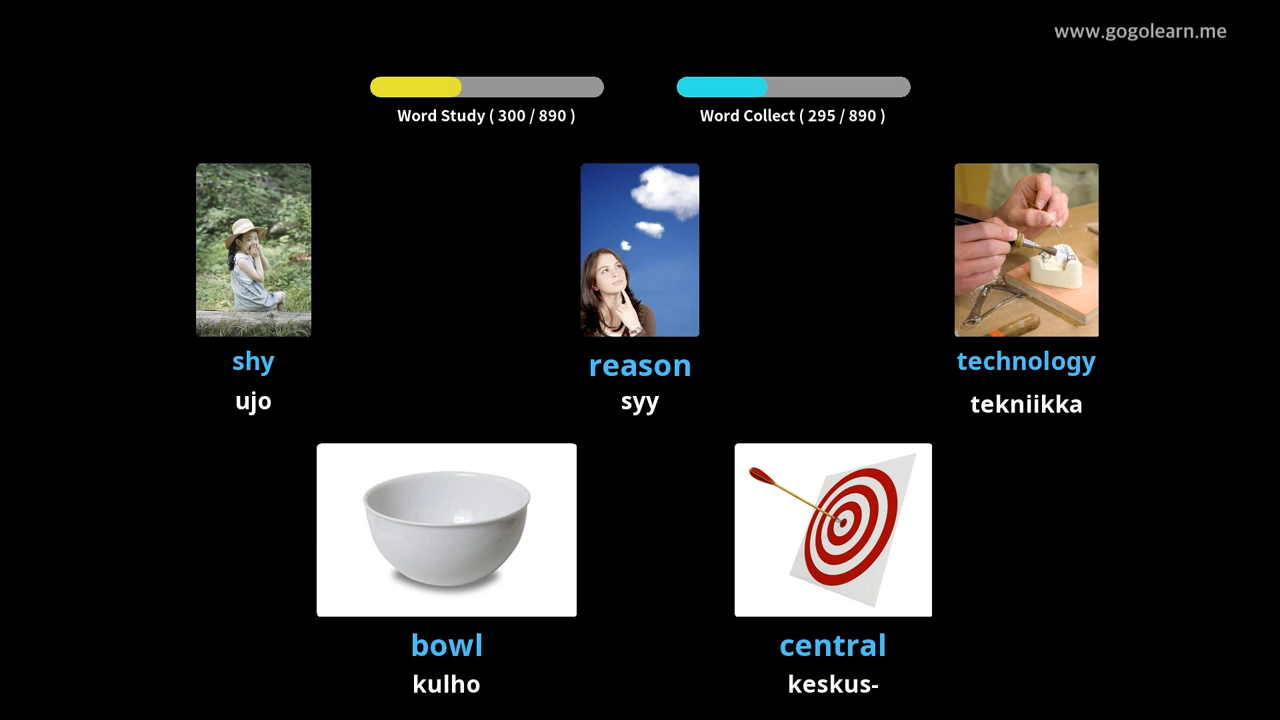 www.gogolearn.me
Word Study ( 300 / 890 )
Word Collect ( 295 / 890 )
shy
ujo
reason
syy
technology
tekniikka
bowl
kulho
central
keskus-